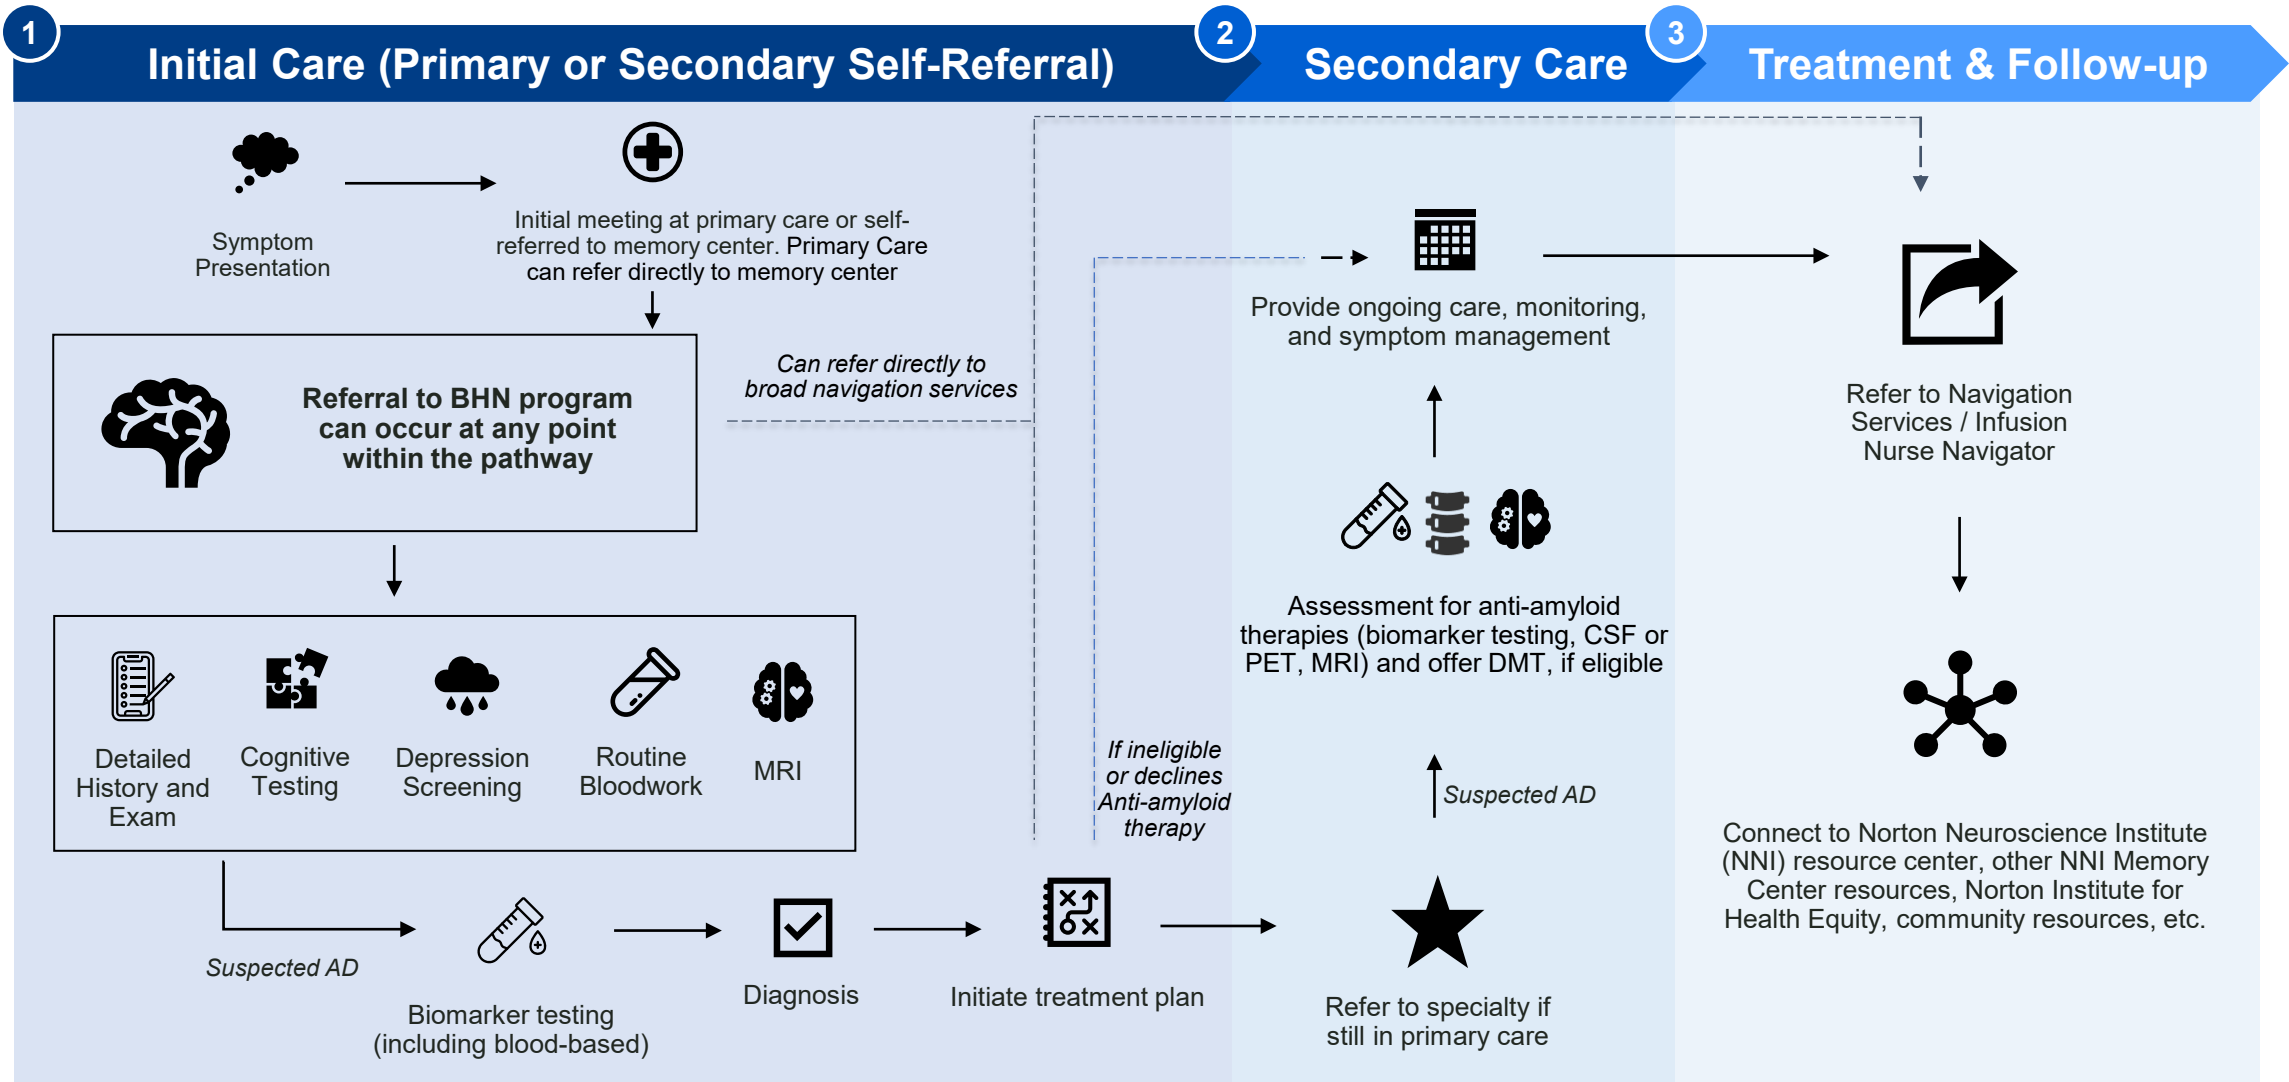 1
Initial Care (Primary or Secondary Self-Referral)
2
Secondary Care
3
Treatment & Follow-up
Symptom
Presentation
Initial meeting at primary care or self-
referred to memory center. Primary Care
can refer directly to memory center
Referral to BHN program
can occur at any point
within the pathway
Can refer directly to
broad navigation services
Detailed
History and
Exam
Cognitive
Testing
Depression
Screening
Routine
Bloodwork
MRI
Suspected AD
Biomarker testing
(including blood-based)
Diagnosis
Initiate treatment plan
If ineligible
or declines
Anti-amyloid
therapy
Refer to specialty if
still in primary care
Suspected AD
Assessment for anti-amyloid
therapies (biomarker testing, CSF or
PET, MRI) and offer DMT, if eligible
Provide ongoing care, monitoring,
and symptom management
Refer to Navigation
Services / Infusion
Nurse Navigator
Connect to Norton Neuroscience Institute
(NNI) resource center, other NNI Memory
Center resources, Norton Institute for
Health Equity, community resources, etc.